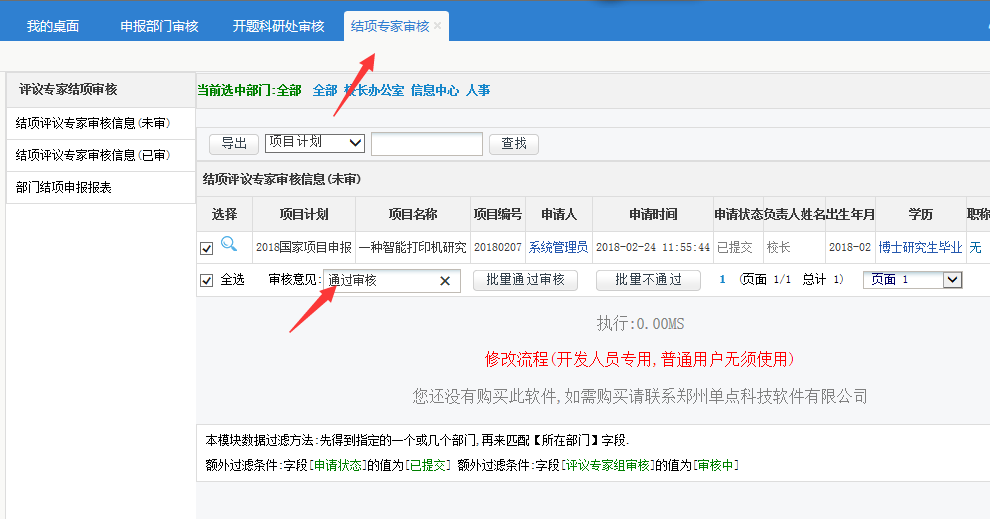 我的桌面 申报部门审核 开题科研处审核 结项专家审核 ×
评议专家结项审核
结项评议专家审核信息(未审)
结项评议专家审核信息(已审)
部门结项申报报表
当前选中部门:全部 全部 校长办公室 信息中心 人事
导出 项目计划 查找
结项评议专家审核信息(未审)
选择 项目计划 项目名称 项目编号 申请人 申请时间 申请状态 负责人姓名 出生年月 学历 职称
2018国家项目申报 一种智能打印机研究 20180207 系统管理员 2018-02-24 11:55:44 已提交 校长 2018-02 博士研究生毕业 无
全选 审核意见: 通过审核 × 批量通过审核 批量不通过 1 (页面 1/1 总计 1) 页面 1
执行:0.00MS
修改流程(开发人员专用,普通用户无须使用)
您还没有购买此软件,如需购买请联系郑州单点科技软件有限公司
本模块数据过滤方法:先得到指定的一个或几个部门,再来匹配【所在部门】字段.
额外过滤条件:字段[申请状态]的值为[已提交] 额外过滤条件:字段[评议专家组审核]的值为[审核中]